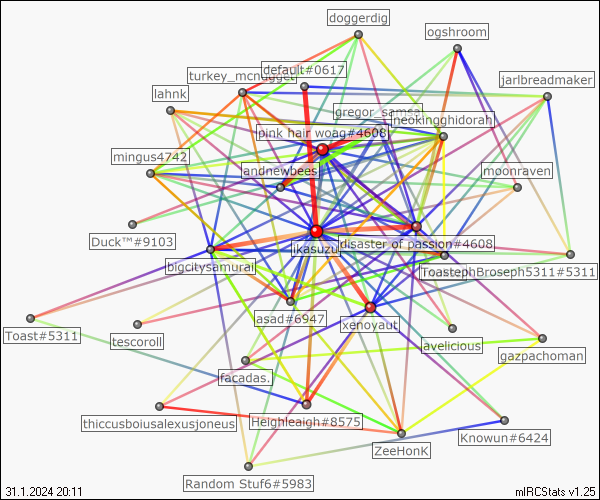 doggerdig
ogshroom
default#0617
turkey_mcnugget
jarlbreadmaker
lahnk
gregor_samsa
neokingghidorah
pink hair woag#4608
mingus4742
andnewbees
moonraven
Duck™#9103
ikasuzu
disaster of passion#4608
bigcitysamurai
ToastephBroseph5311#5311
asad#6947
xenoyaut
Toast#5311
tescoroll
avelicious
gazpachoman
facadas.
thiccusboiusalexusjoneus
Heighleaigh#8575
ZeeHonK
Knowun#6424
Random Stuf6#5983
31.1.2024 20:11
mIRCStats v1.25